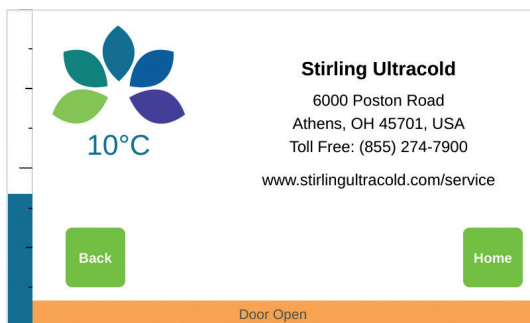 10°C
Stirling Ultracold
6000 Poston Road
Athens, OH 45701, USA
Toll Free: (855) 274-7900
www.stirlingultracold.com/service
Back
Home
Door Open